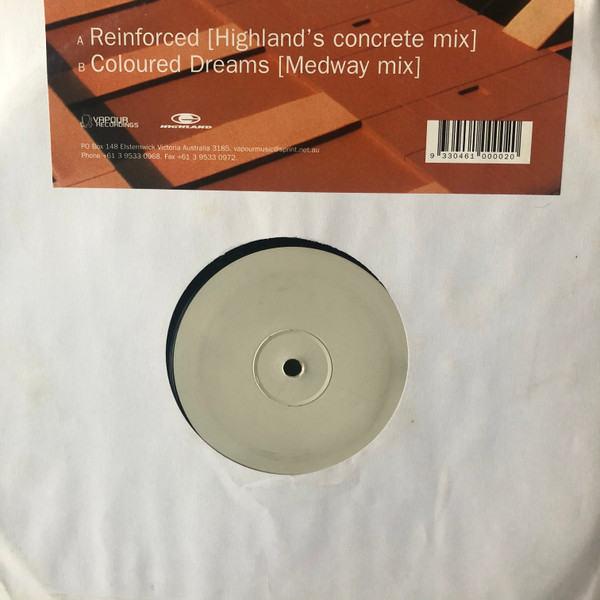 A Reinforced [Highland's concrete mix]
B Coloured Dreams [Medway mix]
VAPOUR
RECORDINGS
HIGHLAND
PO Box 148 Elsternwick Victoria Australia 3185. vapourmusic@sprint.net.au
Phone +61 3 9533 0968. Fax +61 3 9533 0972.
9 330461 000020